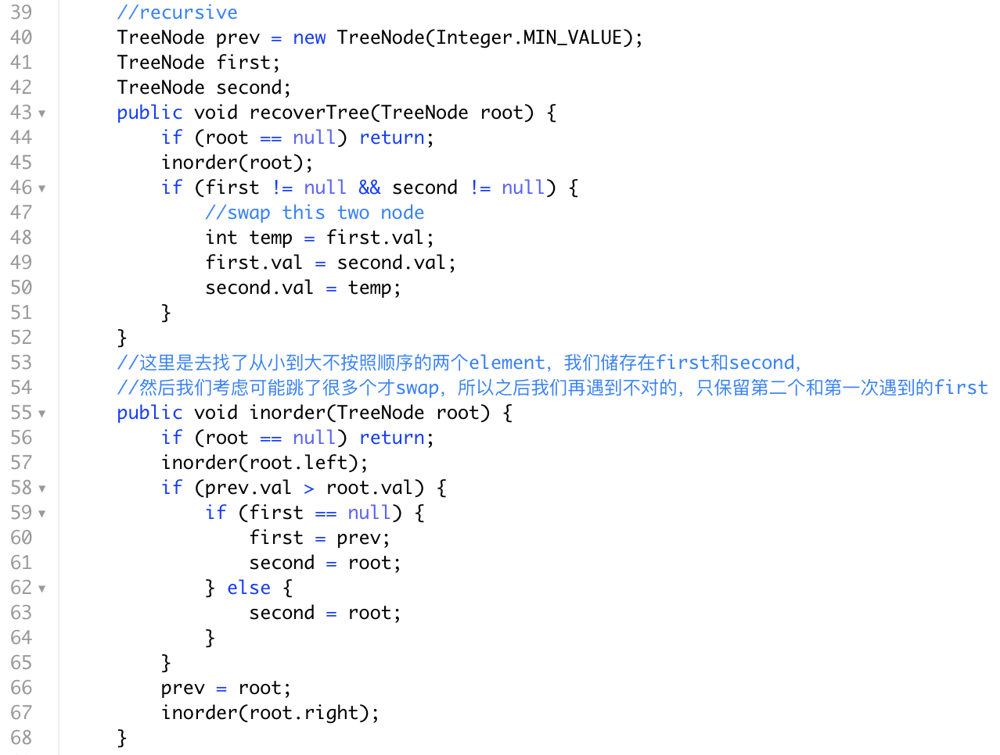 39 //recursive
40 TreeNode prev = new TreeNode(Integer.MIN_VALUE);
41 TreeNode first;
42 TreeNode second;
43 ▾ public void recoverTree(TreeNode root) {
44 if (root == null) return;
45 inorder(root);
46 ▾ if (first != null && second != null) {
47 //swap this two node
48 int temp = first.val;
49 first.val = second.val;
50 second.val = temp;
51 }
52 }
53 //这里是去找了从小到大不按照顺序的两个element，我们储存在first和second，
54 //然后我们考虑可能跳了很多个才swap，所以之后我们再遇到不对的，只保留第二个和第一次遇到的first
55 ▾ public void inorder(TreeNode root) {
56 if (root == null) return;
57 inorder(root.left);
58 ▾ if (prev.val > root.val) {
59 ▾ if (first == null) {
60 first = prev;
61 second = root;
62 ▾ } else {
63 second = root;
64 }
65 }
66 prev = root;
67 inorder(root.right);
68 }